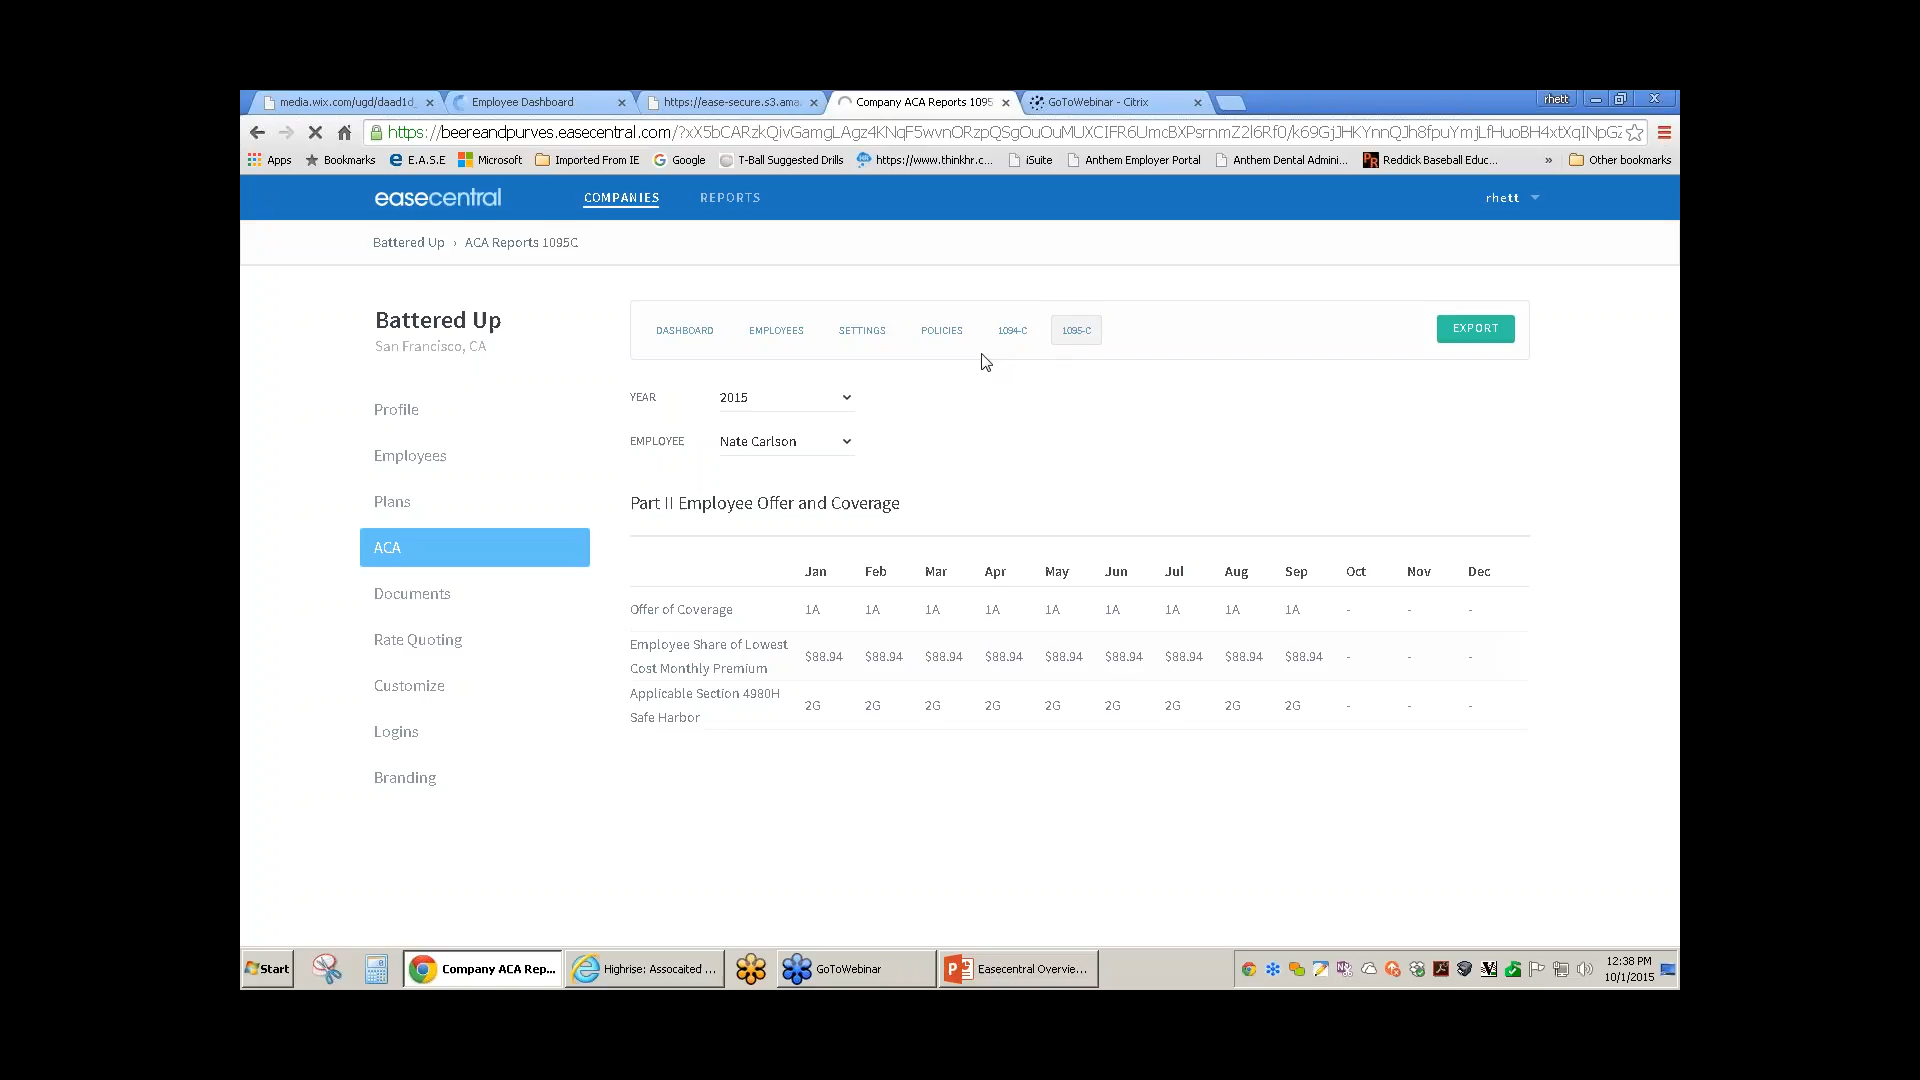 media.wix.com/ugd/daad1d_
Employee Dashboard
https://ease-secure.s3.ama
Company ACA Reports 1095
GoToWebinar - Citrix
rhett
https://beereandpurves.easecentral.com/
Apps
Bookmarks
E.A.S.E
Microsoft
Imported From IE
Google
T-Ball Suggested Drills
https://www.thinkhr.c...
iSuite
Anthem Employer Portal
Anthem Dental Admini...
Reddick Baseball Educ...
»
Other bookmarks
easecentral
COMPANIES
REPORTS
rhett
Battered Up › ACA Reports 1095C
Battered Up
San Francisco, CA
Profile
Employees
Plans
ACA
Documents
Rate Quoting
Customize
Logins
Branding
DASHBOARD
EMPLOYEES
SETTINGS
POLICIES
1094-C
1095-C
EXPORT
YEAR 2015
EMPLOYEE Nate Carlson
Part II Employee Offer and Coverage
Jan Feb Mar Apr May Jun Jul Aug Sep Oct Nov Dec
Offer of Coverage 1A 1A 1A 1A 1A 1A 1A 1A 1A - - -
Employee Share of Lowest
Cost Monthly Premium
$88.94 $88.94 $88.94 $88.94 $88.94 $88.94 $88.94 $88.94 $88.94 - - -
Applicable Section 4980H
Safe Harbor
2G 2G 2G 2G 2G 2G 2G 2G 2G - - -
Start
Company ACA Rep...
Highrise: Assocaited ...
GoToWebinar
Easecentral Overvie...
12:38 PM
10/1/2015